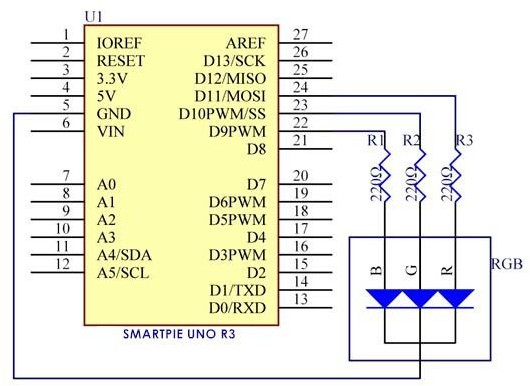 U1
1 IOREF AREF 27
2 RESET D13/SCK 26
3 3.3V D12/MISO 25
4 5V D11/MOSI 24
5 GND D10PWM/SS 23
6 VIN D9PWM 22
D8 21
7 A0 D7 20
8 A1 D6PWM 19
9 A2 D5PWM 18
10 A3 D4 17
11 A4/SDA D3PWM 16
12 A5/SCL D2 15
D1/TXD 14
D0/RXD 13
SMARTPIE UNO R3
R1 R2 R3
220Ω 220Ω 220Ω
B G R
RGB